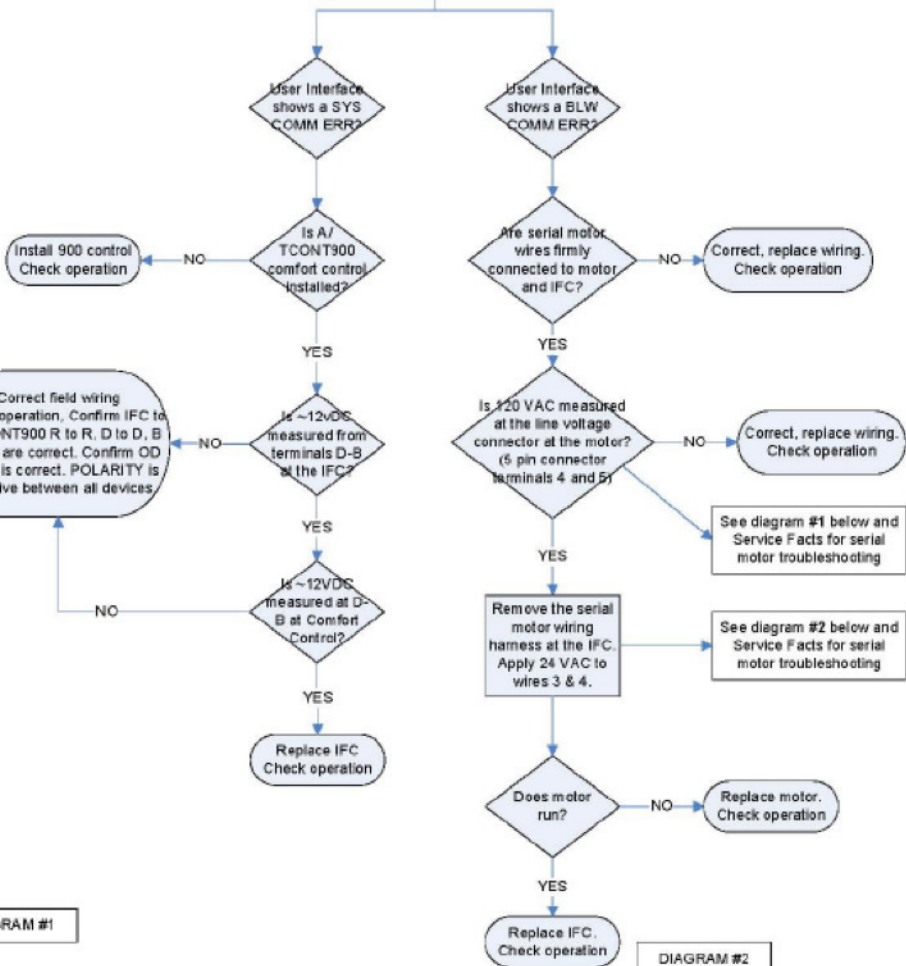 User Interface
shows a SYS
COMM ERR?
User Interface
shows a BLW
COMM ERR?
Install 900 control
Check operation
NO
Is A/
TCONT900
comfort control
installed?
Are serial motor
wires firmly
connected to motor
and IFC?
NO
Correct, replace wiring.
Check operation
YES
YES
Correct field wiring
operation, Confirm IFC to
NT900 R to R, D to D, B
are correct. Confirm OD
is correct. POLARITY is
ive between all devices
NO
Is ~12vDC
measured from
terminals D-B
at the IFC?
Is 120 VAC measured
at the line voltage
connector at the motor?
(5 pin connector
terminals 4 and 5)
NO
Correct, replace wiring.
Check operation
See diagram #1 below and
Service Facts for serial
motor troubleshooting
YES
YES
NO
Is ~12VDC
measured at D-
B at Comfort
Control?
Remove the serial
motor wiring
harness at the IFC.
Apply 24 VAC to
wires 3 & 4.
See diagram #2 below and
Service Facts for serial
motor troubleshooting
YES
Replace IFC
Check operation
Does motor
run?
NO
Replace motor.
Check operation
YES
RAM #1
Replace IFC.
Check operation
DIAGRAM #2